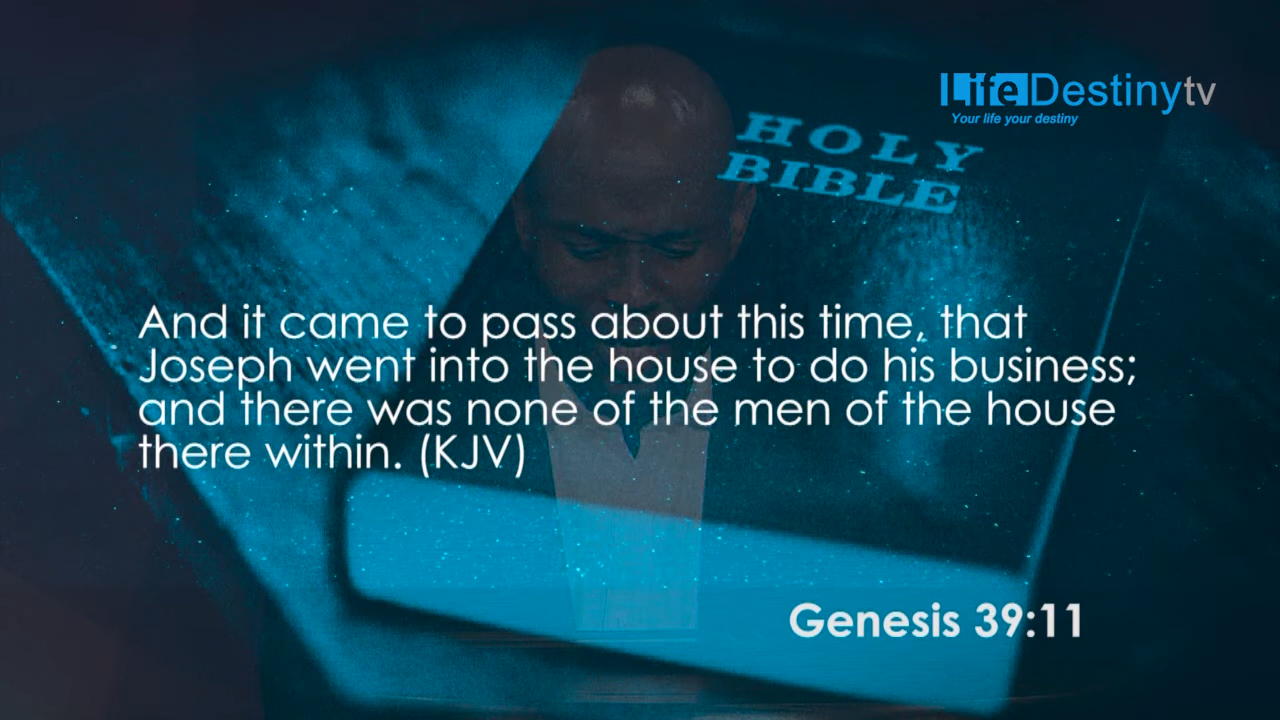 LifeDestinytv
Your life your destiny
HOLY
BIBLE
And it came to pass about this time, that
Joseph went into the house to do his business;
and there was none of the men of the house
there within. (KJV)
Genesis 39:11